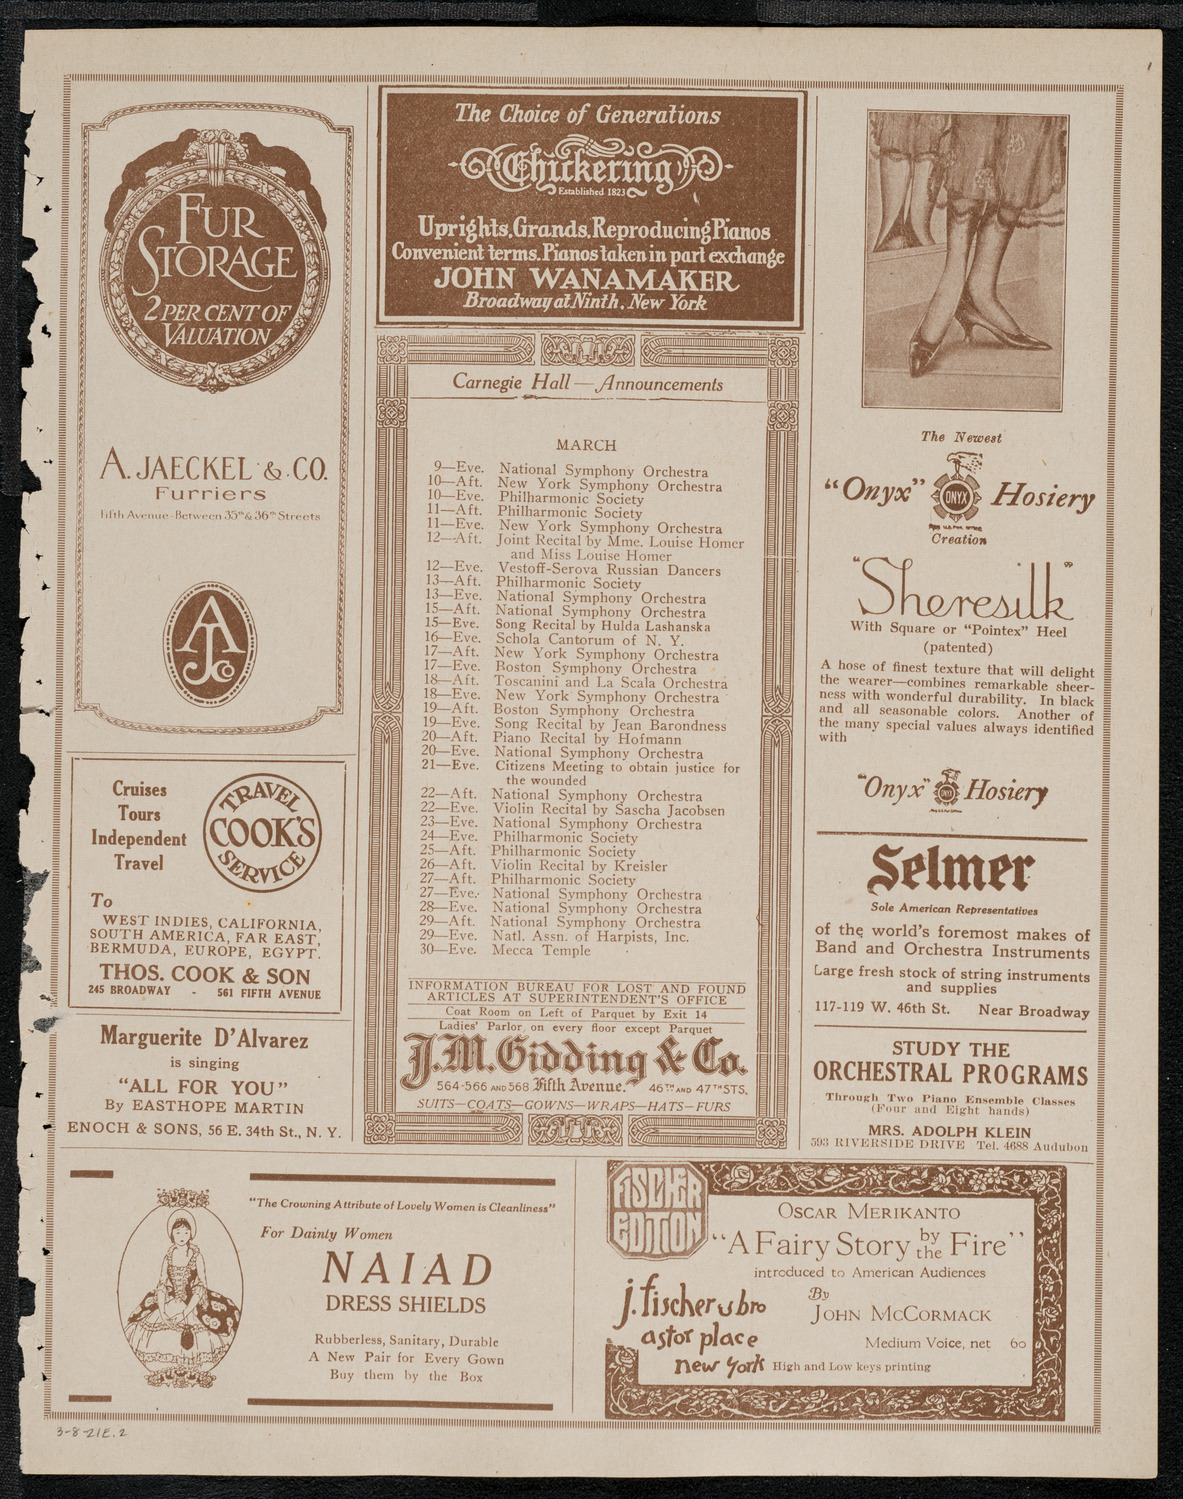 FUR
STORAGE
2 PER CENT OF
VALUATION
A. JAECKEL & CO.
Furriers
Fifth Avenue-Between 35th & 36th Streets
A J Co
Cruises
Tours
Independent
Travel
TRAVEL
COOK'S
SERVICE
To
WEST INDIES, CALIFORNIA,
SOUTH AMERICA, FAR EAST,
BERMUDA, EUROPE, EGYPT.
THOS. COOK & SON
245 BROADWAY - 561 FIFTH AVENUE
Marguerite D'Alvarez
is singing
"ALL FOR YOU"
By EASTHOPE MARTIN
ENOCH & SONS, 56 E. 34th St., N. Y.
The Choice of Generations
Chickering
Established 1823
Uprights, Grands, Reproducing Pianos
Convenient terms. Pianos taken in part exchange
JOHN WANAMAKER
Broadway at Ninth, New York
Carnegie Hall—Announcements
MARCH
9—Eve. National Symphony Orchestra
10—Aft. New York Symphony Orchestra
10—Eve. Philharmonic Society
11—Aft. Philharmonic Society
11—Eve. New York Symphony Orchestra
12—Aft. Joint Recital by Mme. Louise Homer
and Miss Louise Homer
12—Eve. Vestoff-Serova Russian Dancers
13—Aft. Philharmonic Society
13—Eve. National Symphony Orchestra
15—Aft. National Symphony Orchestra
15—Eve. Song Recital by Hulda Lashanska
16—Eve. Schola Cantorum of N. Y.
17—Aft. New York Symphony Orchestra
17—Eve. Boston Symphony Orchestra
18—Aft. Toscanini and La Scala Orchestra
18—Eve. New York Symphony Orchestra
19—Aft. Boston Symphony Orchestra
19—Eve. Song Recital by Jean Barondness
20—Aft. Piano Recital by Hofmann
20—Eve. National Symphony Orchestra
21—Eve. Citizens Meeting to obtain justice for
the wounded
22—Aft. National Symphony Orchestra
22—Eve. Violin Recital by Sascha Jacobsen
23—Eve. National Symphony Orchestra
24—Eve. Philharmonic Society
25—Aft. Philharmonic Society
26—Aft. Violin Recital by Kreisler
27—Aft. Philharmonic Society
27—Eve. National Symphony Orchestra
28—Eve. National Symphony Orchestra
29—Aft. National Symphony Orchestra
29—Eve. Natl. Assn. of Harpists, Inc.
30—Eve. Mecca Temple
INFORMATION BUREAU FOR LOST AND FOUND
ARTICLES AT SUPERINTENDENT'S OFFICE
Coat Room on Left of Parquet by Exit 14
Ladies' Parlor on every floor except Parquet
J. M. Gidding & Co.
564-566 AND 568 Fifth Avenue. 46TH AND 47TH STS.
SUITS—COATS—GOWNS—WRAPS—HATS—FURS
The Newest
"Onyx" ONYX Hosiery
Creation
"Sheresilk"
With Square or "Pointex" Heel
(patented)
A hose of finest texture that will delight
the wearer—combines remarkable sheer-
ness with wonderful durability. In black
and all seasonable colors. Another of
the many special values always identified
with
"Onyx" ONYX Hosiery
Selmer
Sole American Representatives
of the world's foremost makes of
Band and Orchestra Instruments
Large fresh stock of string instruments
and supplies
117-119 W. 46th St. Near Broadway
STUDY THE
ORCHESTRAL PROGRAMS
Through Two Piano Ensemble Classes
(Four and Eight hands)
MRS. ADOLPH KLEIN
593 RIVERSIDE DRIVE Tel. 4688 Audubon
"The Crowning Attribute of Lovely Women is Cleanliness"
For Dainty Women
NAIAD
DRESS SHIELDS
Rubberless, Sanitary, Durable
A New Pair for Every Gown
Buy them by the Box
FISCHER
EDITION
OSCAR MERIKANTO
"A Fairy Story by the Fire"
introduced to American Audiences
By
JOHN MCCORMACK
Medium Voice, net 60
High and Low keys printing
j. fischer & bro
astor place
new york
3-8-21E.2